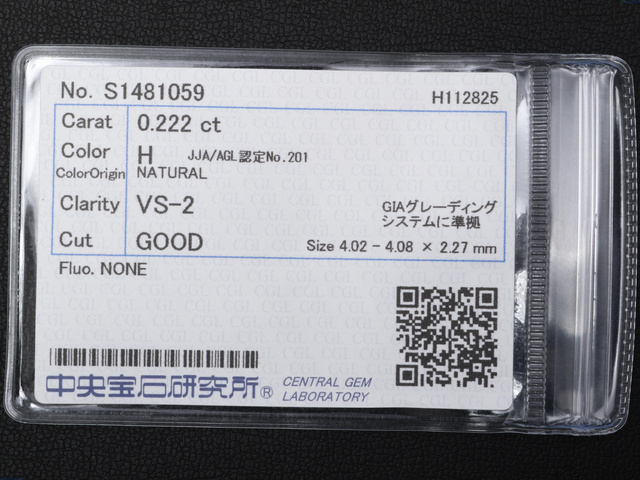 No. S1481059
H112825
Carat 0.222 ct
Color H JJA/AGL認定No.201
ColorOrigin NATURAL
Clarity VS-2
GIAグレーディング
システムに準拠
Cut GOOD Size 4.02 - 4.08 × 2.27 mm
Fluo. NONE
中央宝石研究所® CENTRAL GEM
LABORATORY